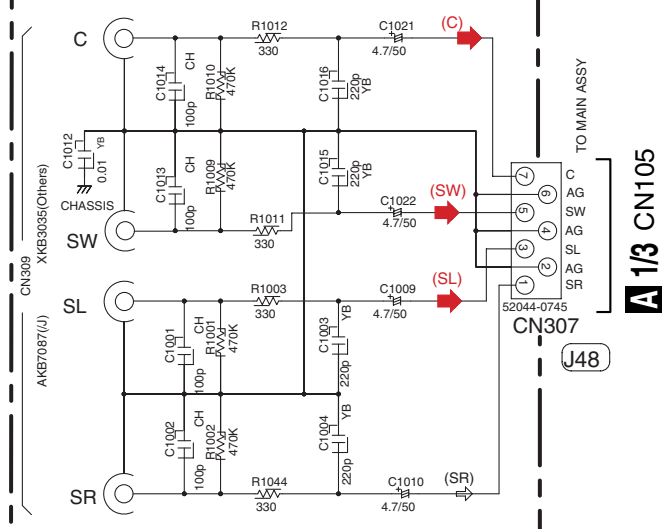 C
R1012
330
C1021
4.7/50
(C)
C1014
CH
100p
R1010
470K
C1016
220p
YB
C1012
YB
0.01
CHASSIS
C1013
CH
100p
R1009
470K
C1015
220p
YB
SW
R1011
330
C1022
4.7/50
(SW)
TO MAIN ASSY
7
C
6
AG
5
SW
4
AG
3
SL
2
AG
1
SR
52044-0745
CN307
J48
A 1/3 CN105
CN309
XKB3035(Others)
AKB7087(/J)
SL
R1003
330
C1009
4.7/50
(SL)
C1001
CH
100p
R1001
470K
C1003
YB
220p
C1002
CH
100p
R1002
470K
C1004
YB
220p
SR
R1044
330
C1010
4.7/50
(SR)